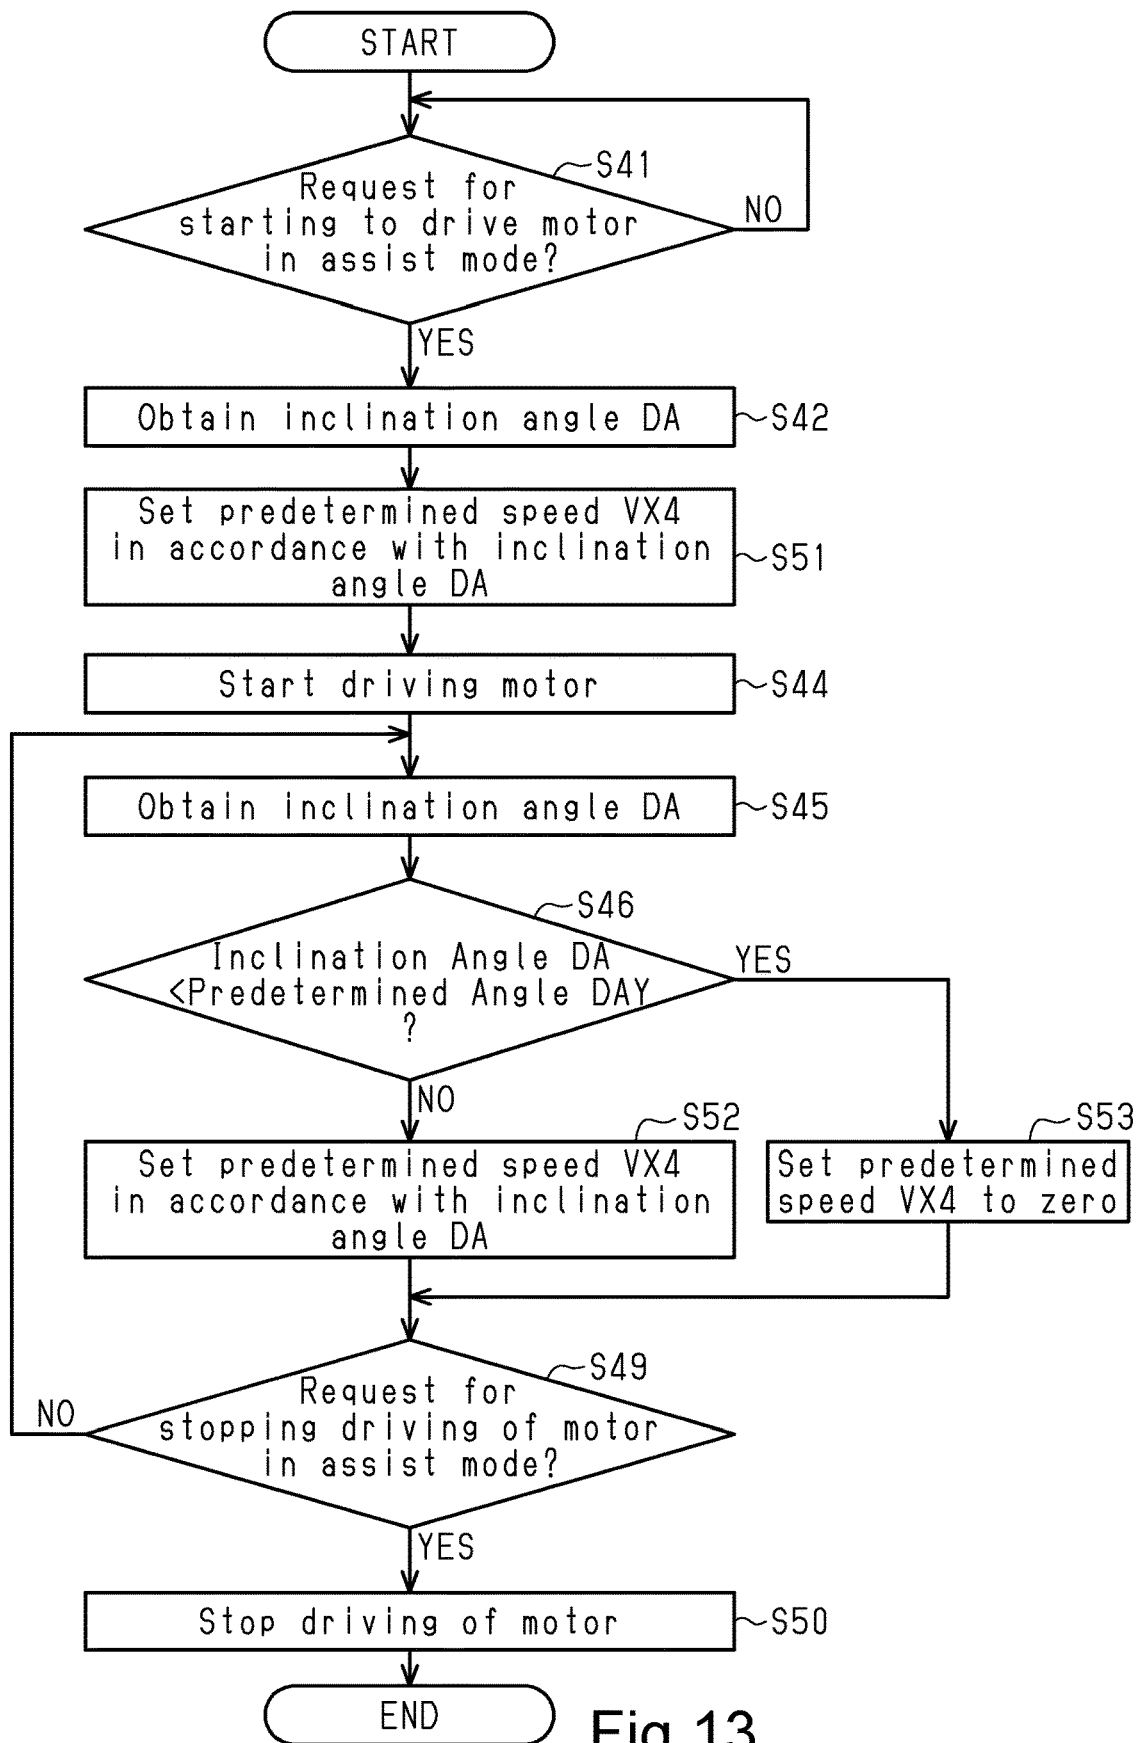 START
S41
Request for
starting to drive motor
in assist mode?
NO
YES
Obtain inclination angle DA
S42
Set predetermined speed VX4
in accordance with inclination
angle DA
S51
Start driving motor
S44
Obtain inclination angle DA
S45
S46
Inclination Angle DA
<Predetermined Angle DAY
?
YES
NO
S52
Set predetermined speed VX4
in accordance with inclination
angle DA
S53
Set predetermined
speed VX4 to zero
S49
Request for
stopping driving of motor
in assist mode?
NO
YES
Stop driving of motor
S50
END
Fig.13